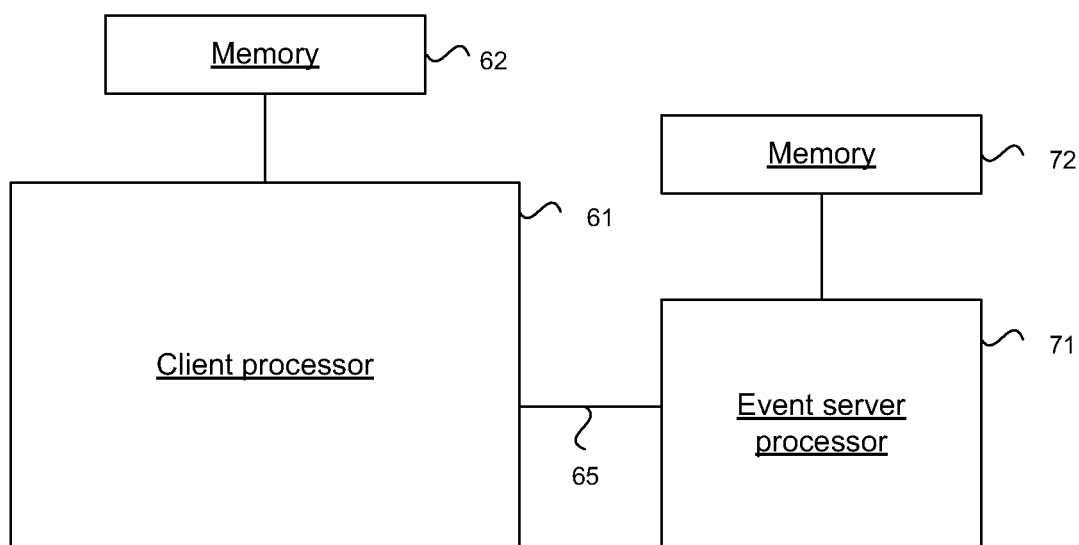 Memory
62
Memory
72
61
Client processor
71
Event server
processor
65